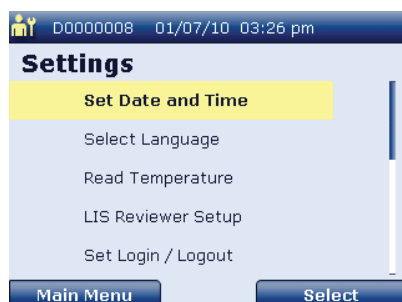 D0000008 01/07/10 03:26 pm
Settings
Set Date and Time
Select Language
Read Temperature
LIS Reviewer Setup
Set Login / Logout
Main Menu Select